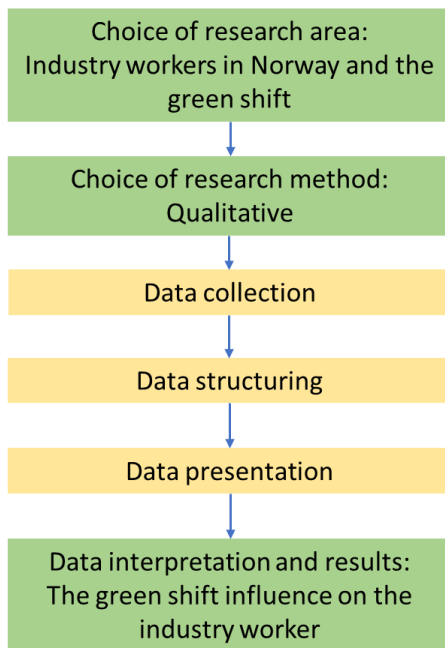 Choice of research area:
Industry workers in Norway and the
green shift
Choice of research method:
Qualitative
Data collection
Data structuring
Data presentation
Data interpretation and results:
The green shift influence on the
industry worker